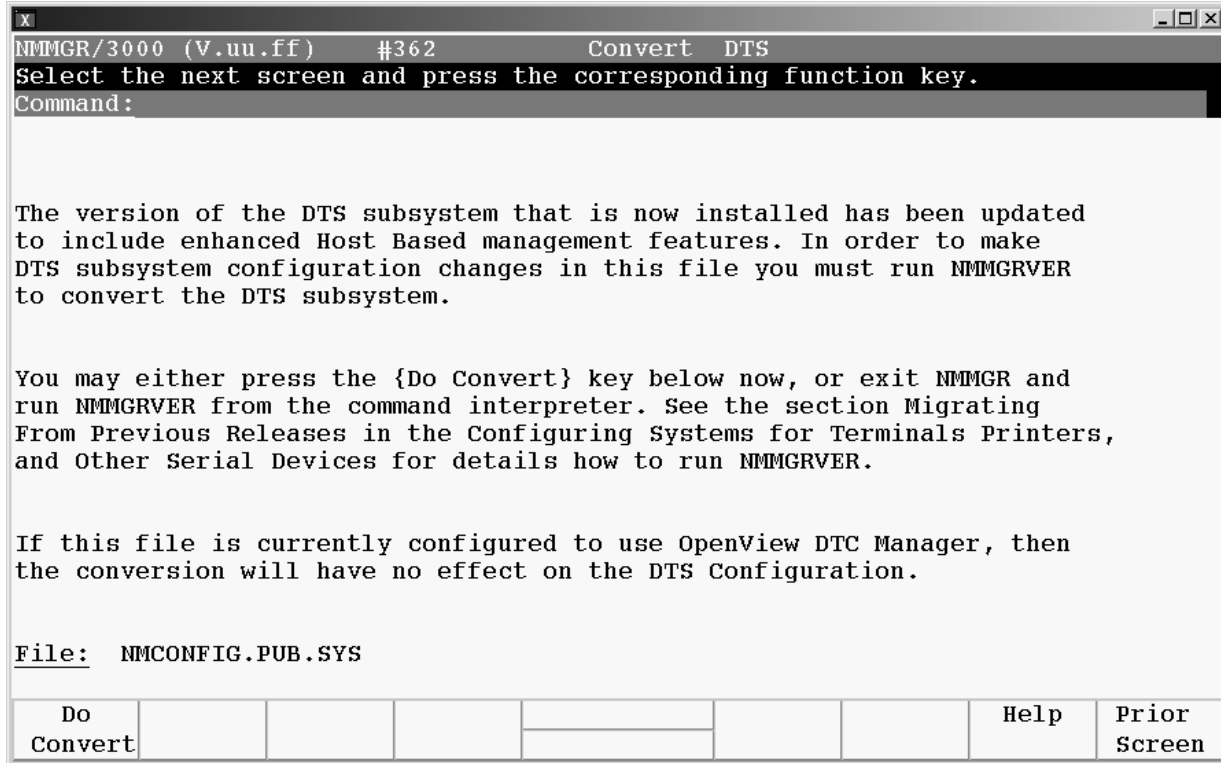 X
NMMGR/3000 (V.uu.ff) #362 Convert DTS
Select the next screen and press the corresponding function key.
Command:
The version of the DTS subsystem that is now installed has been updated
to include enhanced Host Based management features. In order to make
DTS subsystem configuration changes in this file you must run NMMGRVER
to convert the DTS subsystem.
You may either press the {Do Convert} key below now, or exit NMMGR and
run NMMGRVER from the command interpreter. See the section Migrating
From Previous Releases in the Configuring Systems for Terminals Printers,
and Other Serial Devices for details how to run NMMGRVER.
If this file is currently configured to use OpenView DTC Manager, then
the conversion will have no effect on the DTS Configuration.
File: NMCONFIG.PUB.SYS
Do Help Prior
Convert Screen